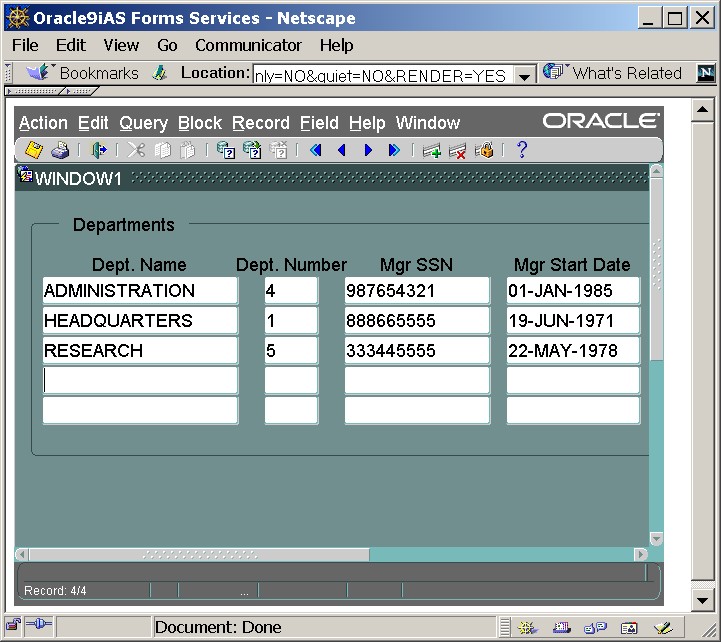 Oracle9iAS Forms Services - Netscape
File Edit View Go Communicator Help
Bookmarks Location: nly=NO&quiet=NO&RENDER=YES What's Related N
Action Edit Query Block Record Field Help Window ORACLE
WINDOW1
Departments
Dept. Name Dept. Number Mgr SSN Mgr Start Date
ADMINISTRATION 4 987654321 01-JAN-1985
HEADQUARTERS 1 888665555 19-JUN-1971
RESEARCH 5 333445555 22-MAY-1978
Record: 4/4 ...
Document: Done